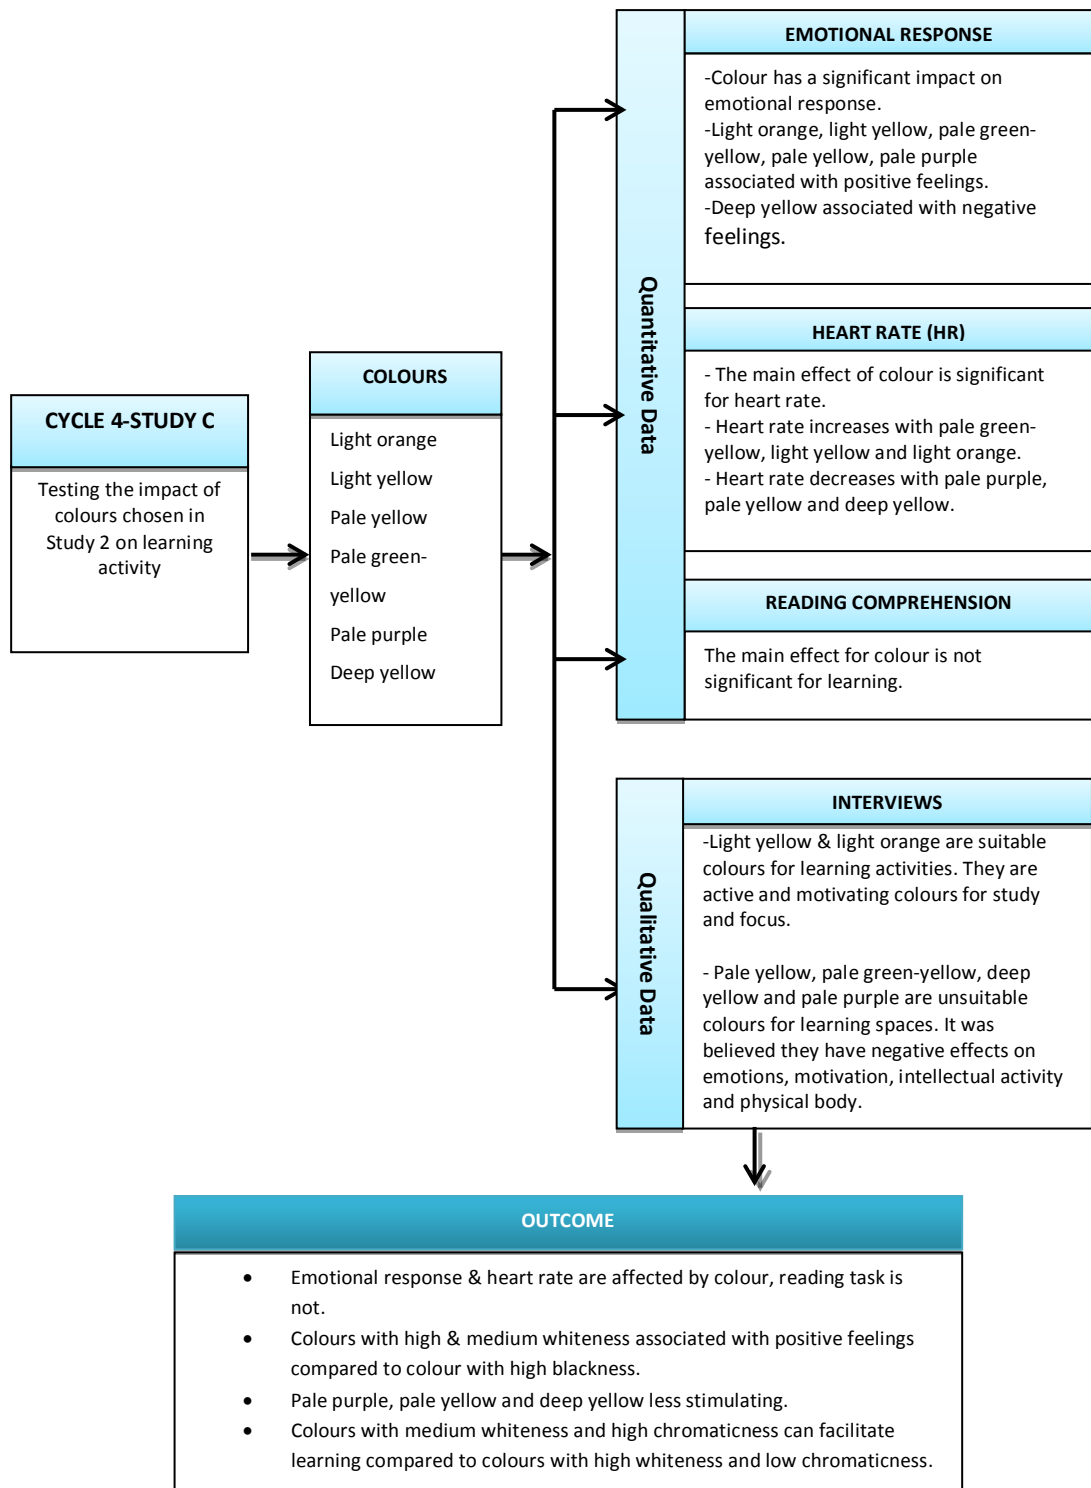 CYCLE 4-STUDY C
Testing the impact of
colours chosen in
Study 2 on learning
activity
COLOURS
Light orange
Light yellow
Pale yellow
Pale green-
yellow
Pale purple
Deep yellow
Quantitative Data
EMOTIONAL RESPONSE
-Colour has a significant impact on
emotional response.
-Light orange, light yellow, pale green-
yellow, pale yellow, pale purple
associated with positive feelings.
-Deep yellow associated with negative
feelings.
HEART RATE (HR)
- The main effect of colour is significant
for heart rate.
- Heart rate increases with pale green-
yellow, light yellow and light orange.
- Heart rate decreases with pale purple,
pale yellow and deep yellow.
READING COMPREHENSION
The main effect for colour is not
significant for learning.
Qualitative Data
INTERVIEWS
-Light yellow & light orange are suitable
colours for learning activities. They are
active and motivating colours for study
and focus.
- Pale yellow, pale green-yellow, deep
yellow and pale purple are unsuitable
colours for learning spaces. It was
believed they have negative effects on
emotions, motivation, intellectual activity
and physical body.
OUTCOME
• Emotional response & heart rate are affected by colour, reading task is
not.
• Colours with high & medium whiteness associated with positive feelings
compared to colour with high blackness.
• Pale purple, pale yellow and deep yellow less stimulating.
• Colours with medium whiteness and high chromaticness can facilitate
learning compared to colours with high whiteness and low chromaticness.